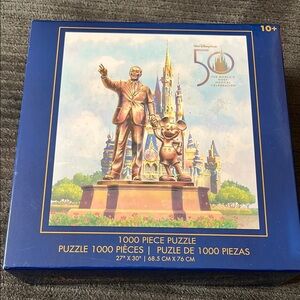 10+
Walt Disney World
50
THE WORLD'S
MOST
MAGICAL
CELEBRATION
1000 PIECE PUZZLE
PUZZLE 1000 PIÈCES | PUZLE DE 1000 PIEZAS
27" X 30" | 68.5 CM X 76 CM